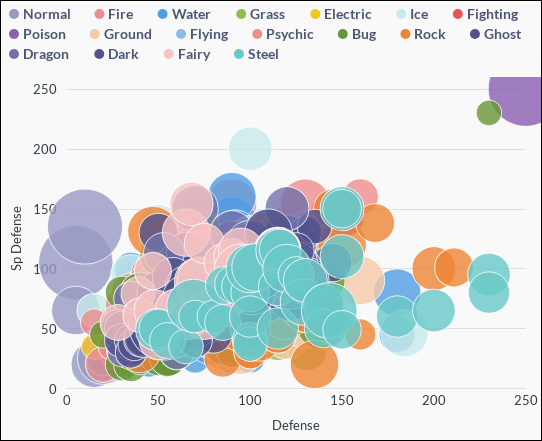 Normal Fire Water Grass Electric Ice Fighting
Poison Ground Flying Psychic Bug Rock Ghost
Dragon Dark Fairy Steel
250
200
150
100
50
0
Sp Defense
0 50 100 150 200 250
Defense